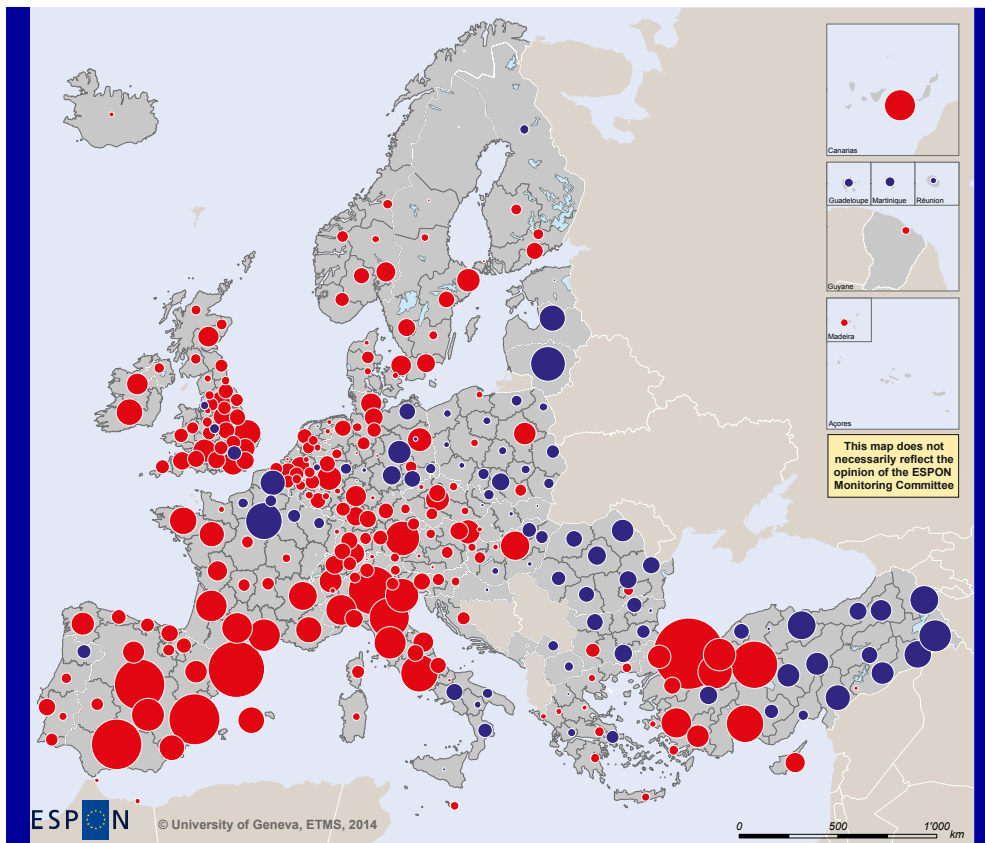 Canarias
Guadeloupe Martinique Réunion
Guyane
Madeira
Açores
This map does not
necessarily reflect the
opinion of the ESPON
Monitoring Committee
ESPON
© University of Geneva, ETMS, 2014
0 500 1'000
km